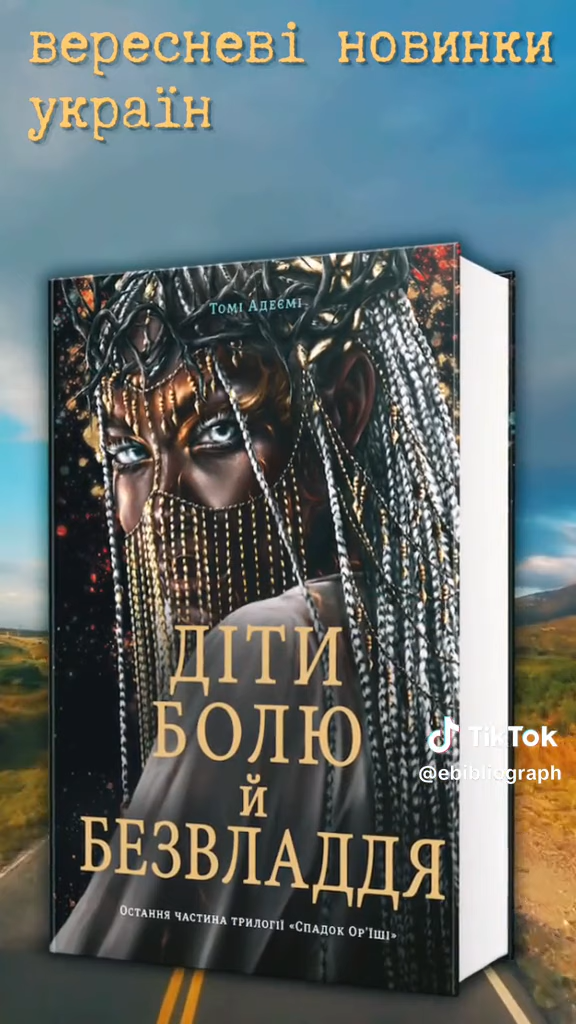 вересневі новинки
україн
Томі Адеємі
ДІТИ
БОЛЮ
й
БЕЗВЛАДДЯ
Остання частина трилогії «Спадок Ор’їші»
TikTok
@ebibliograph